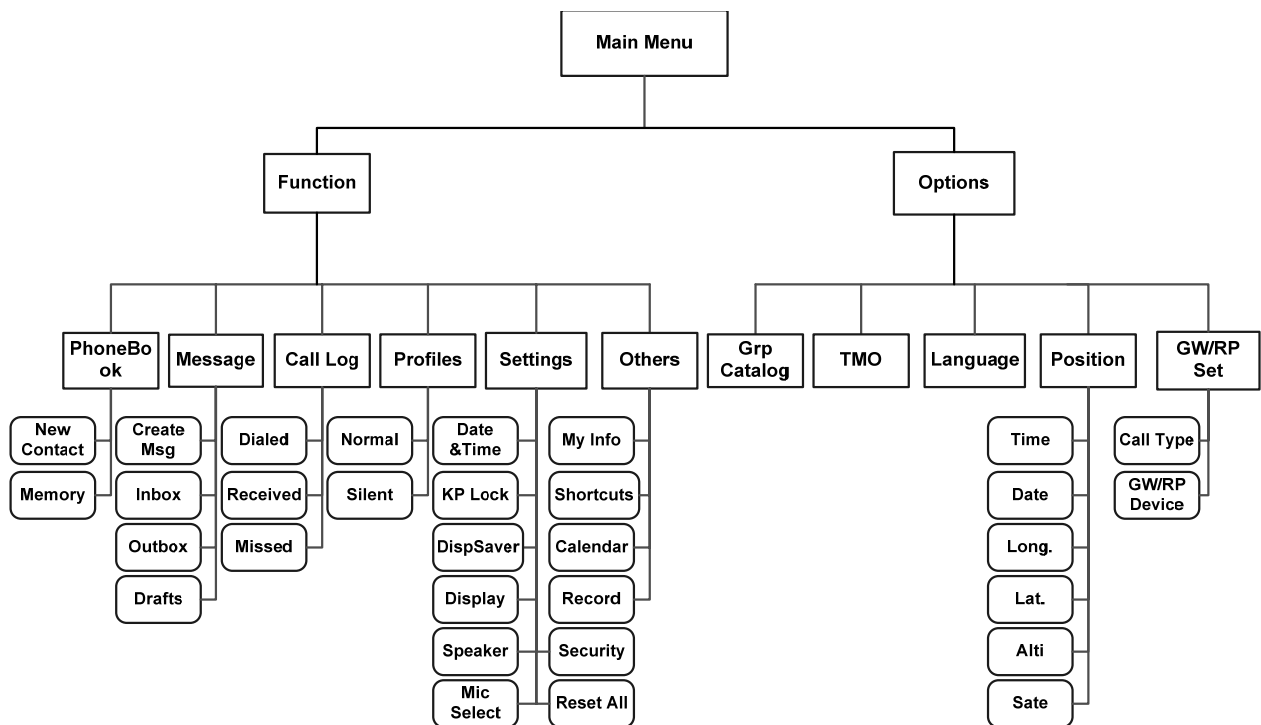 Main Menu
Function
Options
PhoneBo
ok
Message
Call Log
Profiles
Settings
Others
Grp
Catalog
TMO
Language
Position
GW/RP
Set
New
Contact
Memory
Create
Msg
Inbox
Outbox
Drafts
Dialed
Received
Missed
Normal
Silent
Date
&Time
KP Lock
DispSaver
Display
Speaker
Mic
Select
My Info
Shortcuts
Calendar
Record
Security
Reset All
Time
Date
Long.
Lat.
Alti
Sate
Call Type
GW/RP
Device